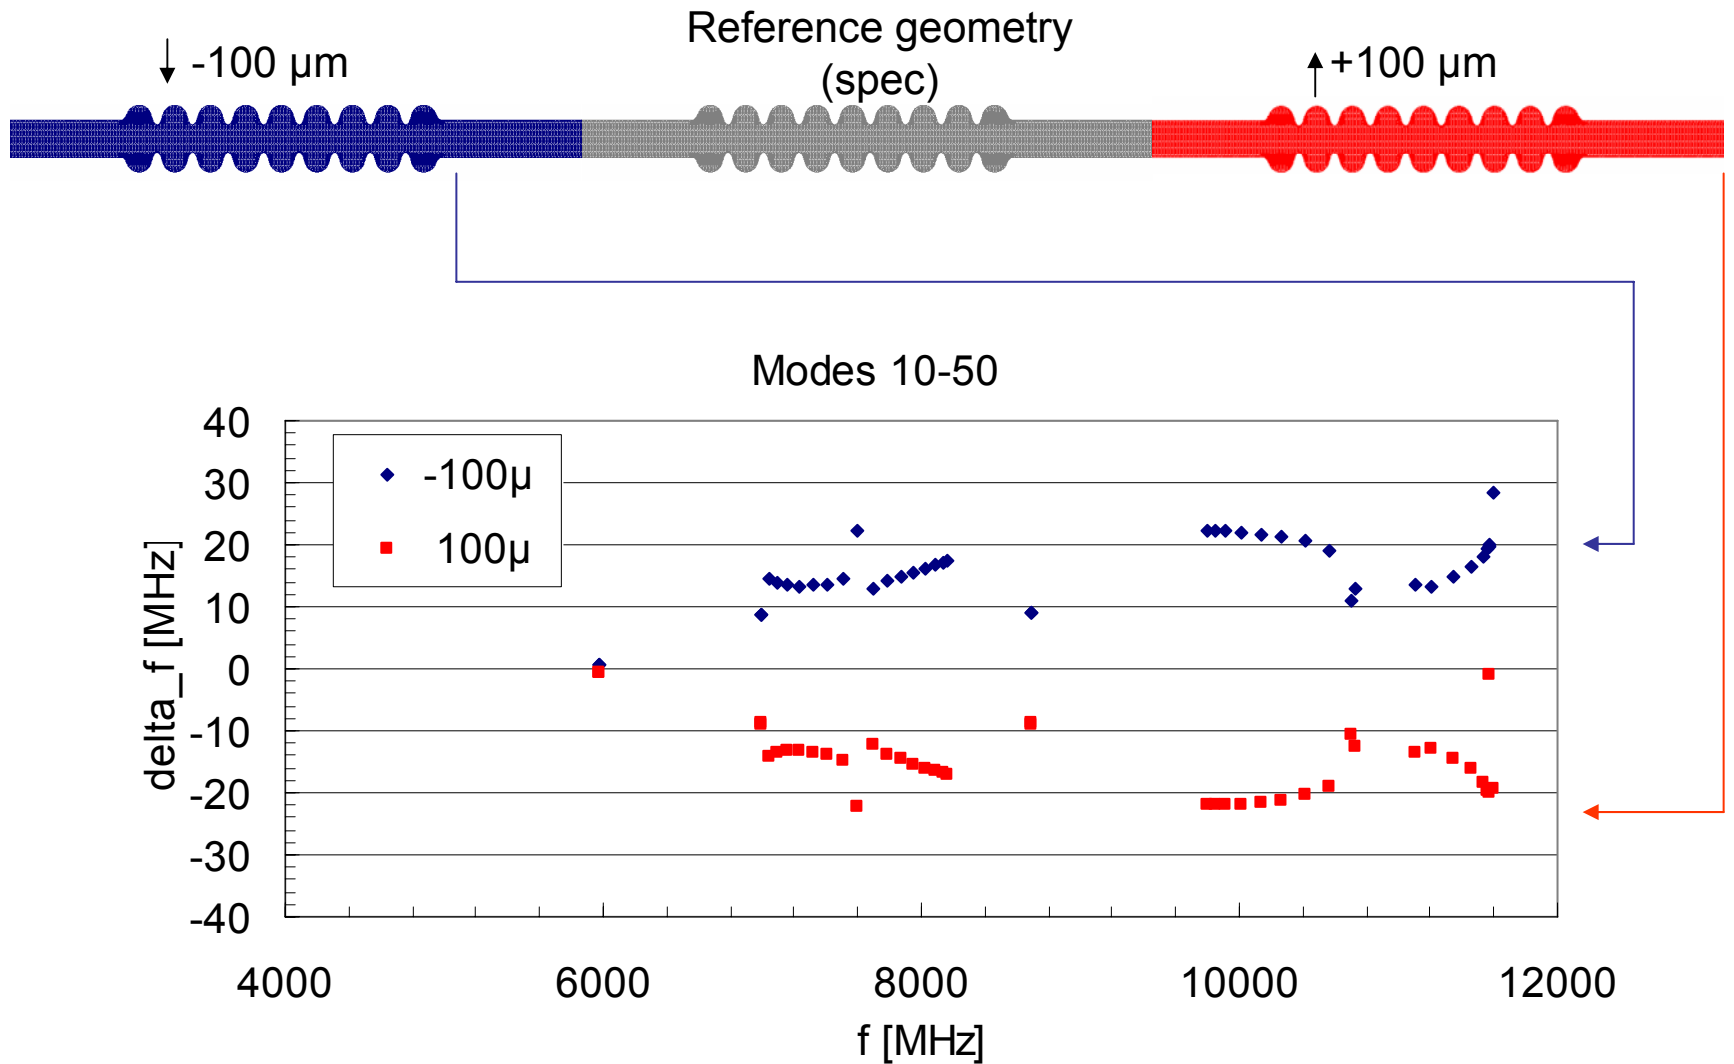 Reference geometry
(spec)
-100 µm
+100 µm
Modes 10-50
40
30
20
10
0
-10
-20
-30
-40
delta_f [MHz]
-100µ
100µ
4000
6000
8000
10000
12000
f [MHz]